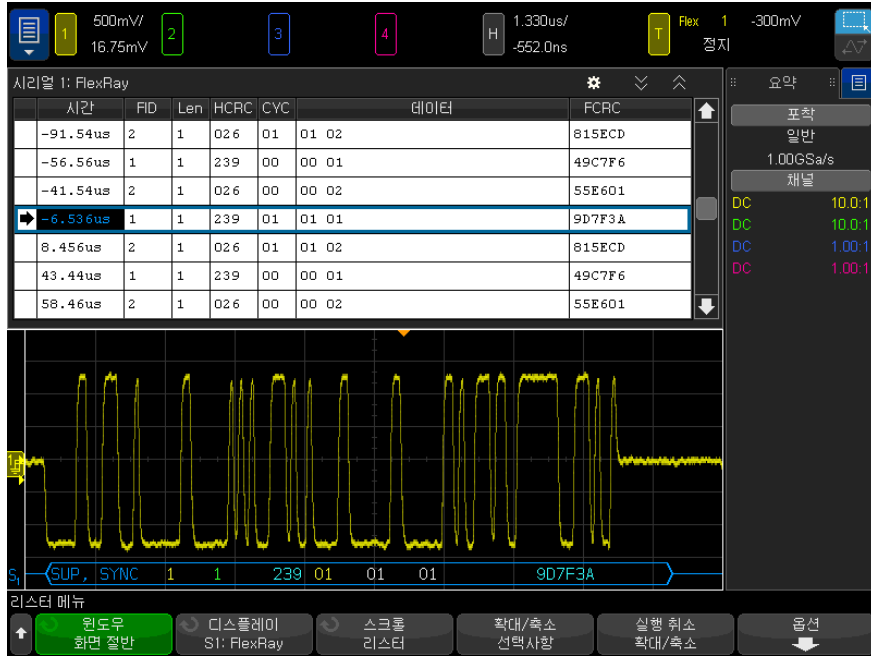 1 500mV/ 16.75mV 2 3 4 H 1.330us/ -552.0ns T Flex 1 정지 -300mV
시리얼 1: FlexRay
시간 FID Len HCRC CYC 데이터 FCRC
-91.54us 2 1 026 01 01 02 815ECD
-56.56us 1 1 239 00 00 01 49C7F6
-41.54us 2 1 026 00 00 02 55E601
-6.536us 1 1 239 01 01 01 9D7F3A
8.456us 2 1 026 01 01 02 815ECD
43.44us 1 1 239 00 00 01 49C7F6
58.46us 2 1 026 00 00 02 55E601
요약
포착
일반
1.00GSa/s
채널
DC 10.0:1
DC 10.0:1
DC 1.00:1
DC 1.00:1
1
S1 SUP, SYNC 1 1 239 01 01 01 9D7F3A
리스터 메뉴
윈도우
화면 절반
디스플레이
S1: FlexRay
스크롤
리스터
확대/축소
선택사항
실행 취소
확대/축소
옵션